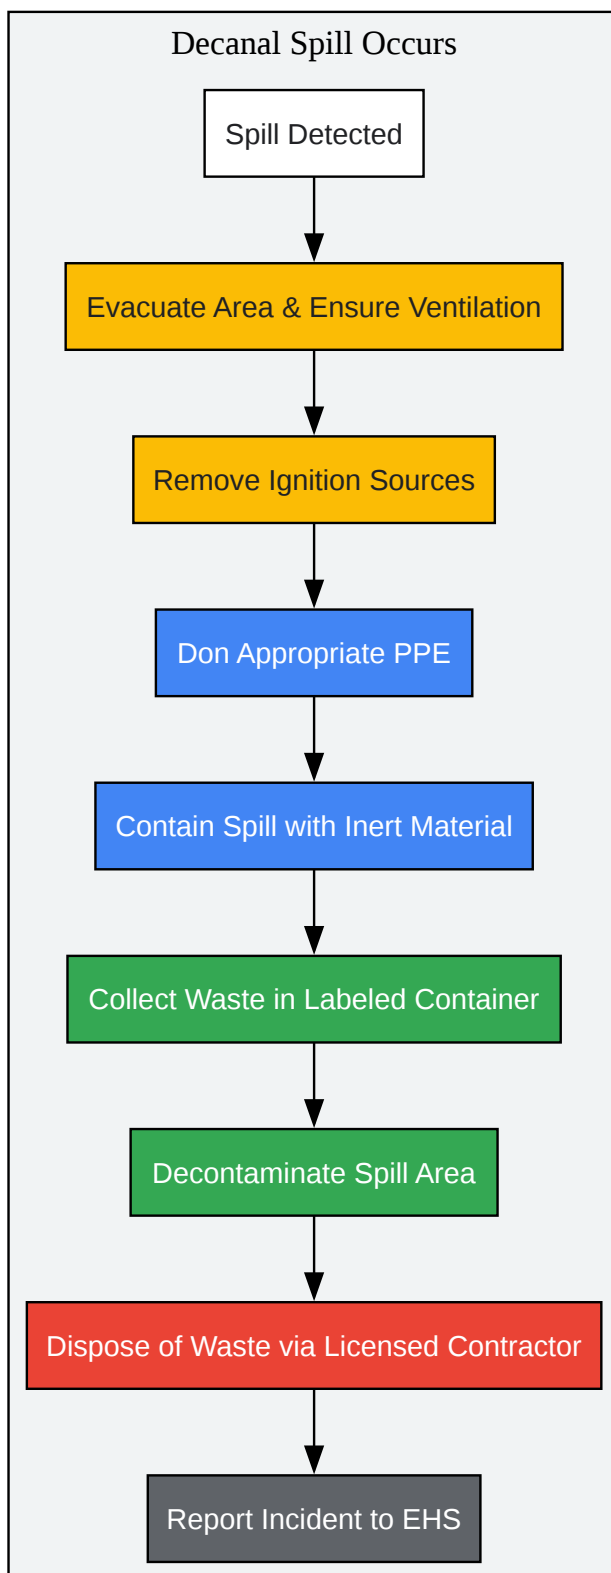 Decanal Spill Occurs
Spill Detected
Evacuate Area & Ensure Ventilation
Remove Ignition Sources
Don Appropriate PPE
Contain Spill with Inert Material
Collect Waste in Labeled Container
Decontaminate Spill Area
Dispose of Waste via Licensed Contractor
Report Incident to EHS